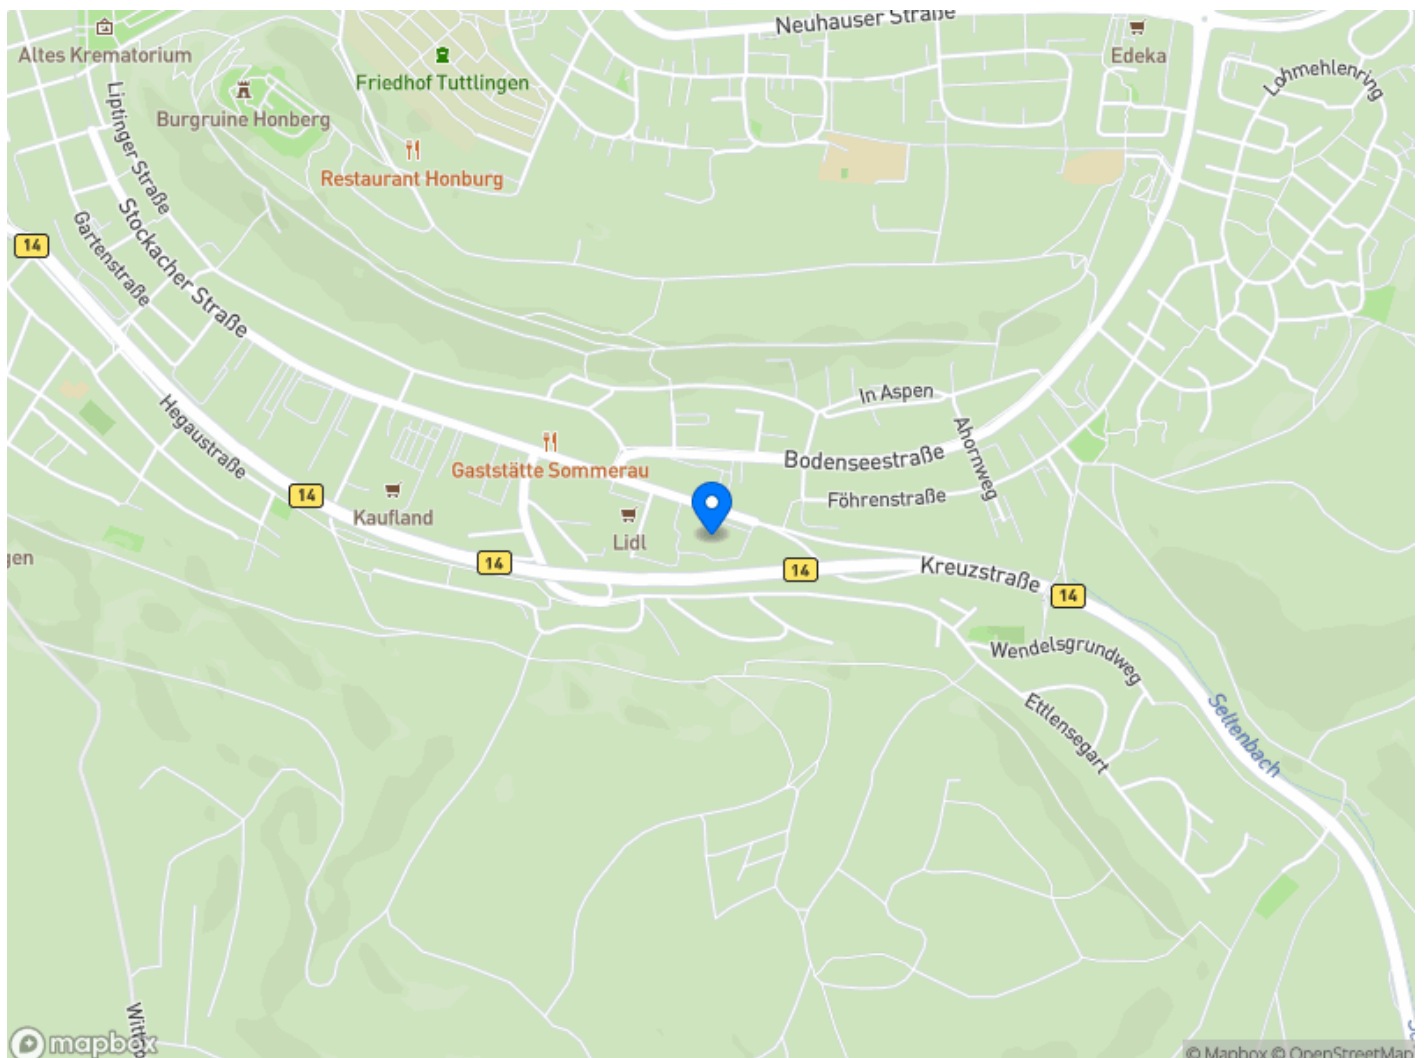 Neuhauser Straße
Altes Krematorium
Edeka
Friedhof Tuttlingen
Lohmehlenring
Burgruine Honberg
Liptinger Straße
Restaurant Honburg
Stockacher Straße
Gartenstraße
14
In Aspen
Hegaustraße
Ahornweg
Gaststätte Sommerau
Bodenseestraße
14
Kaufland
Föhrenstraße
Lidl
gen
14
14
Kreuzstraße
14
Wendelsgrundweg
Ettlensegart
Seltenbach
mapbox
© Mapbox © OpenStreetMap